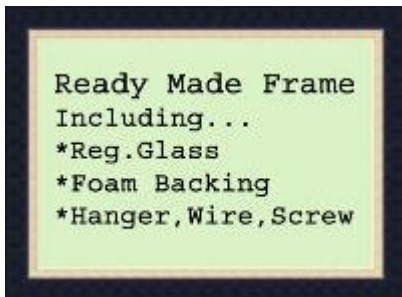 Ready Made Frame
Including...
*Reg.Glass
*Foam Backing
*Hanger,Wire,Screw